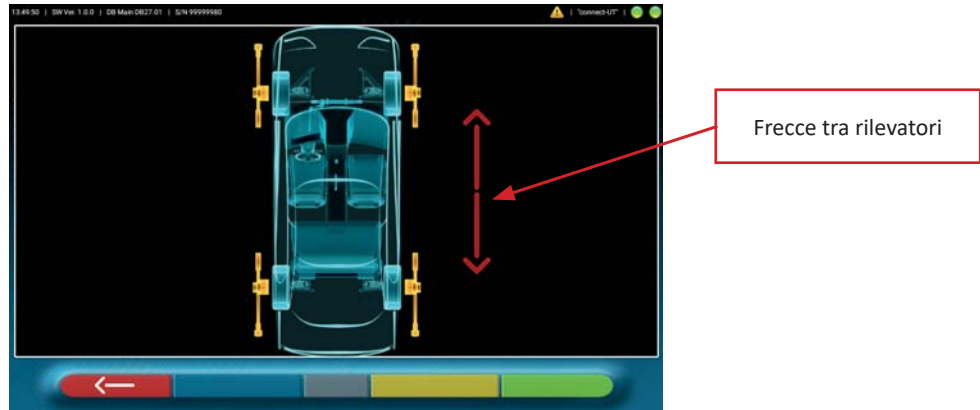 13:49:50 | SW Ver. 1.0.0 | DB Main DB27.01 | S/N 99999980 | "connect-UT" |
Frecce tra rilevatori